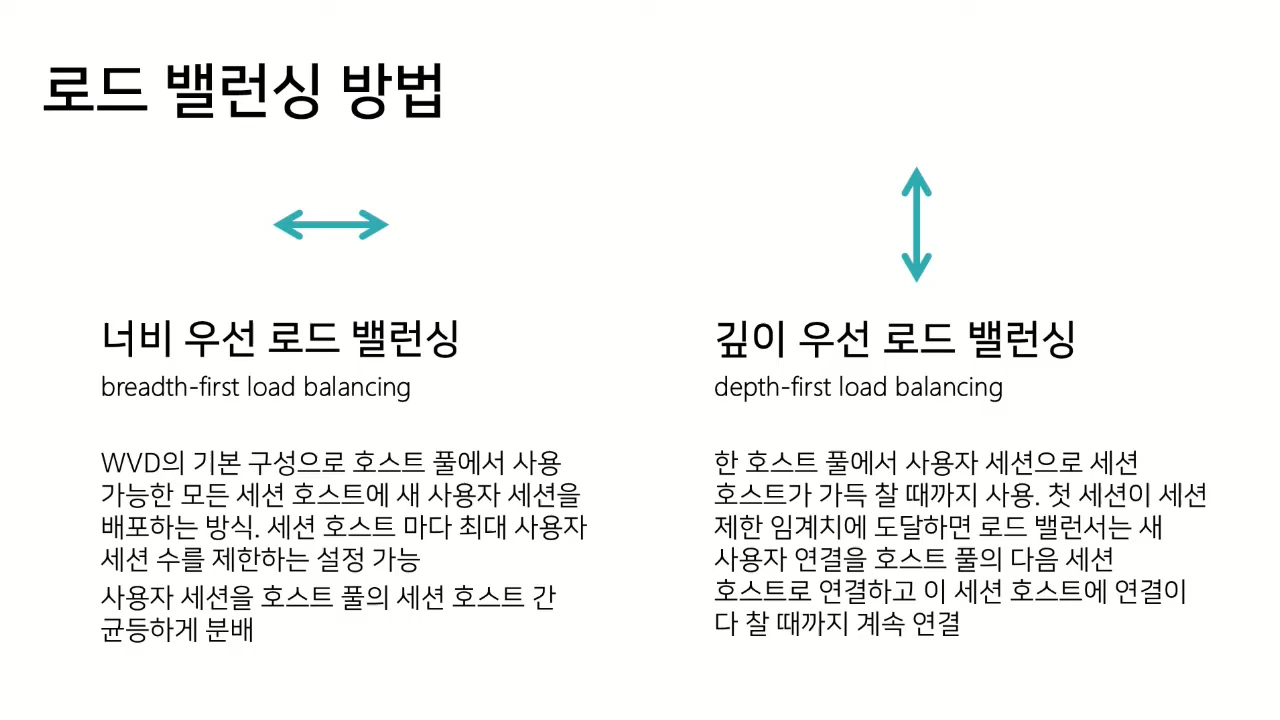 로드 밸런싱 방법
너비 우선 로드 밸런싱
breadth-first load balancing
WVD의 기본 구성으로 호스트 풀에서 사용
가능한 모든 세션 호스트에 새 사용자 세션을
배포하는 방식. 세션 호스트 마다 최대 사용자
세션 수를 제한하는 설정 가능
사용자 세션을 호스트 풀의 세션 호스트 간
균등하게 분배
깊이 우선 로드 밸런싱
depth-first load balancing
한 호스트 풀에서 사용자 세션으로 세션
호스트가 가득 찰 때까지 사용. 첫 세션이 세션
제한 임계치에 도달하면 로드 밸런서는 새
사용자 연결을 호스트 풀의 다음 세션
호스트로 연결하고 이 세션 호스트에 연결이
다 찰 때까지 계속 연결